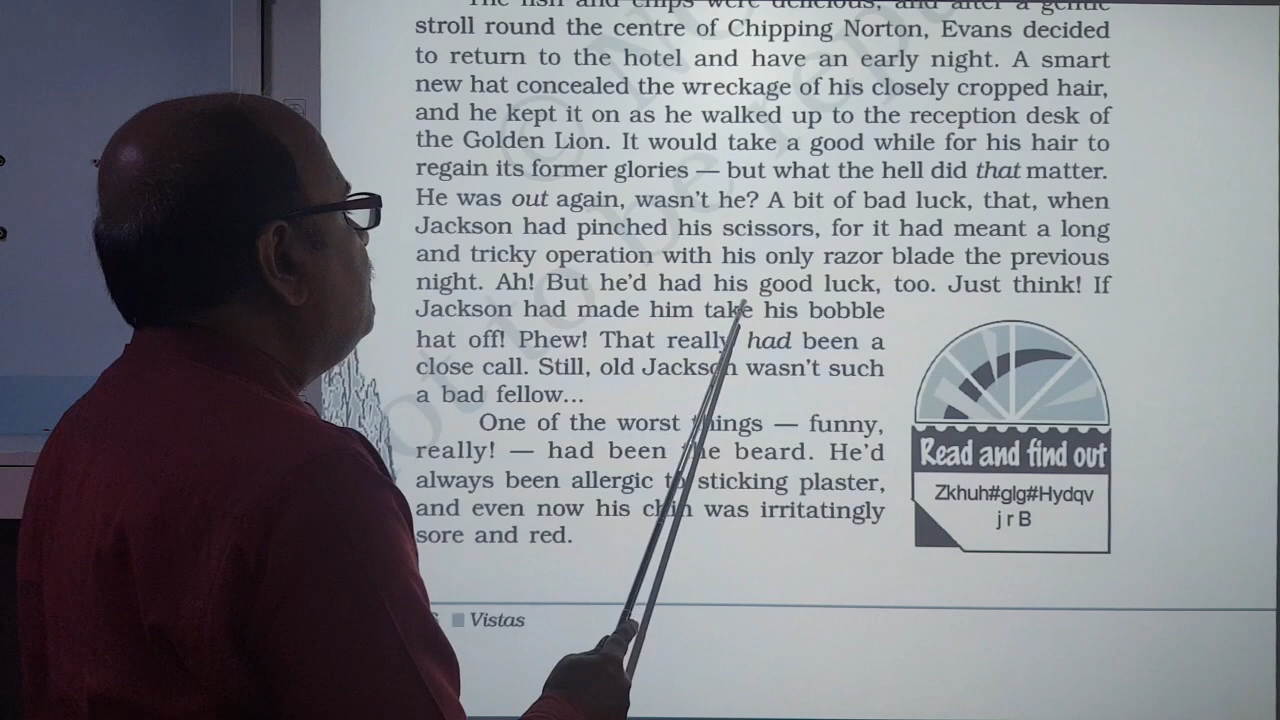 The fish and chips were delicious, and after a gentle
stroll round the centre of Chipping Norton, Evans decided
to return to the hotel and have an early night. A smart
new hat concealed the wreckage of his closely cropped hair,
and he kept it on as he walked up to the reception desk of
the Golden Lion. It would take a good while for his hair to
regain its former glories — but what the hell did that matter.
He was out again, wasn't he? A bit of bad luck, that, when
Jackson had pinched his scissors, for it had meant a long
and tricky operation with his only razor blade the previous
night. Ah! But he'd had his good luck, too. Just think! If
Jackson had made him take his bobble
hat off! Phew! That really had been a
close call. Still, old Jackson wasn't such
a bad fellow...
One of the worst things — funny,
really! — had been the beard. He'd
always been allergic to sticking plaster,
and even now his chin was irritatingly
sore and red.
Read and find out
Zkhuh#glg#Hydqv
j r B
Vistas